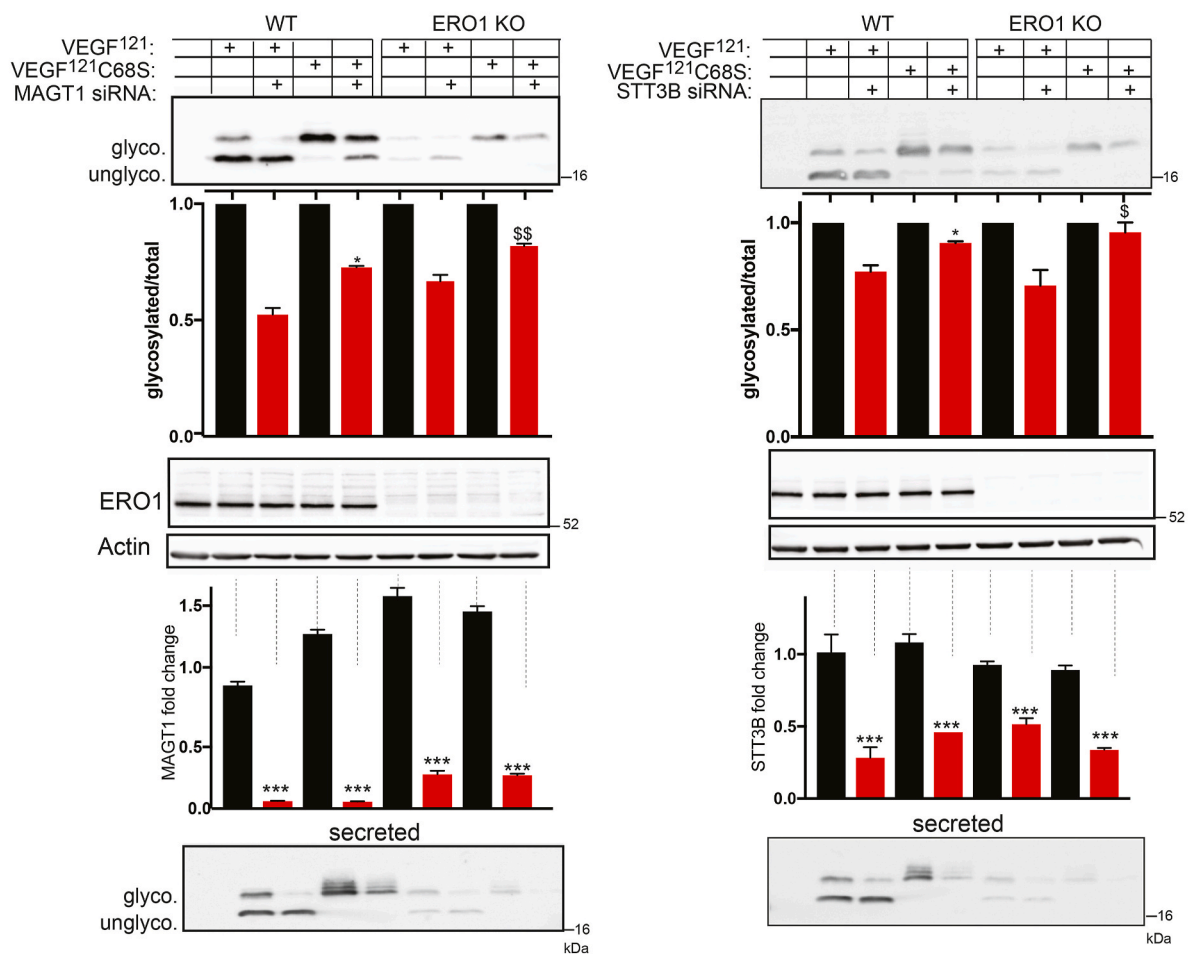 WT ERO1 KO
VEGF121: + + + +
VEGF121C68S: + + + +
MAGT1 siRNA: + + + +
glyco.
unglyco.
16
1.0
0.5
0.0
glycosylated/total
* $$
ERO1
52
Actin
1.5
1.0
0.5
0.0
MAGT1 fold change
*** *** *** ***
secreted
glyco.
unglyco.
16
kDa
WT ERO1 KO
VEGF121: + + + +
VEGF121C68S: + + + +
STT3B siRNA: + + + +
16
1.0
0.5
0.0
glycosylated/total
* $
52
1.0
0.5
0.0
STT3B fold change
*** *** *** ***
secreted
16
kDa